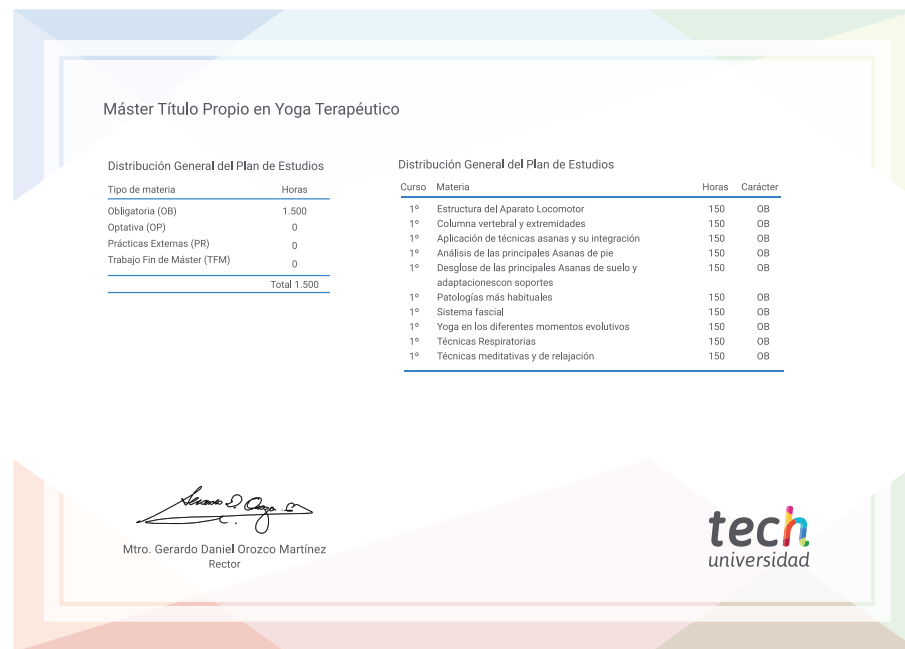 Máster Título Propio en Yoga Terapéutico
Distribución General del Plan de Estudios
Tipo de materia Horas
Obligatoria (OB) 1.500
Optativa (OP) 0
Prácticas Externas (PR) 0
Trabajo Fin de Máster (TFM) 0
Total 1.500
Distribución General del Plan de Estudios
Curso Materia Horas Carácter
1º Estructura del Aparato Locomotor 150 OB
1º Columna vertebral y extremidades 150 OB
1º Aplicación de técnicas asanas y su integración 150 OB
1º Análisis de las principales Asanas de pie 150 OB
1º Desglose de las principales Asanas de suelo y 150 OB
adaptacionescon soportes
1º Patologías más habituales 150 OB
1º Sistema fascial 150 OB
1º Yoga en los diferentes momentos evolutivos 150 OB
1º Técnicas Respiratorias 150 OB
1º Técnicas meditativas y de relajación 150 OB
Mtro. Gerardo Daniel Orozco Martínez
Rector
tech
universidad